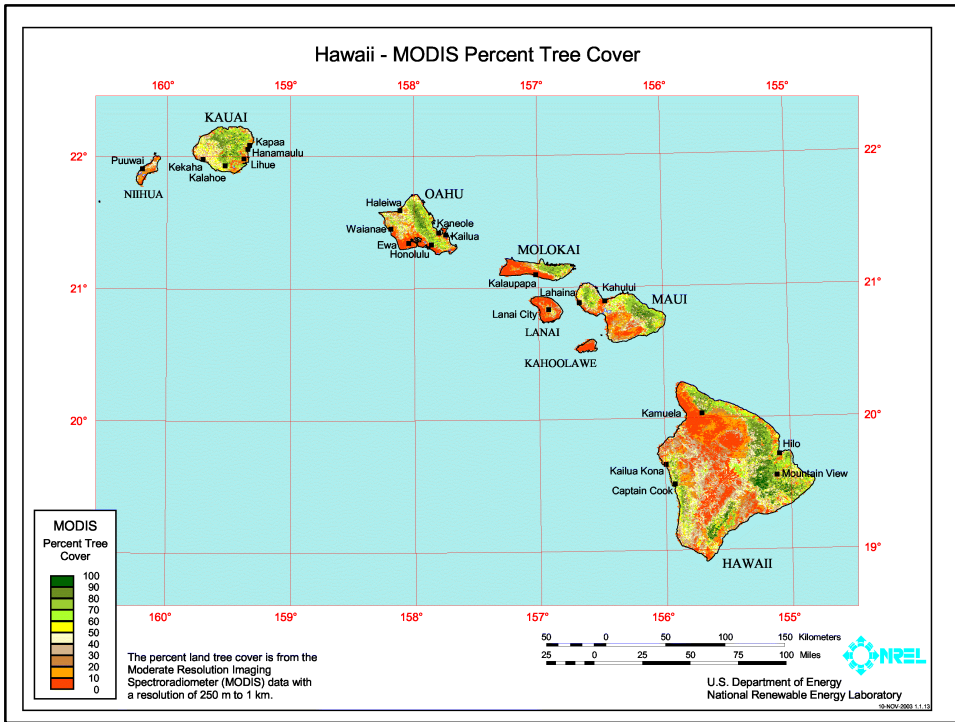 Hawaii - MODIS Percent Tree Cover
160° 159° 158° 157° 156° 155°
KAUAI
Kapaa
Hanamaulu
Lihue
22°
22°
Puuwai
Kekaha
Kalahoe
NIIHUA
OAHU
Haleiwa
Kaneole
Waianae
Kailua
Ewa
Honolulu
MOLOKAI
Kalaupapa
21°
21°
Lahaina
Kahului
MAUI
Lanai City
LANAI
KAHOOLAWE
20°
20°
Kamuela
Hilo
Kailua Kona
Mountain View
Captain Cook
19°
HAWAII
MODIS
Percent Tree
Cover
100
90
80
70
60
50
40
30
20
10
0
160° 159° 158° 157° 156° 155°
The percent land tree cover is from the
Moderate Resolution Imaging
Spectroradiometer (MODIS) data with
a resolution of 250 m to 1 km.
50 0 50 100 150 Kilometers
25 0 25 50 75 100 Miles
NREL
U.S. Department of Energy
National Renewable Energy Laboratory
10-NOV-2003 1.1.13